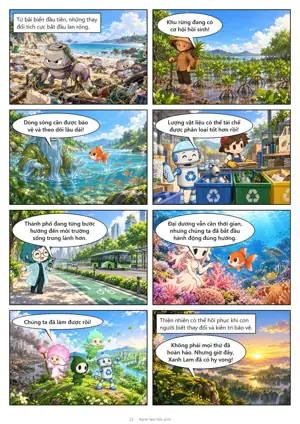 Từ bãi biển đầu tiên, những thay
đổi tích cực bắt đầu lan rộng.
Khu rừng đang có
cơ hội hồi sinh!
Dòng sông cần được bảo
vệ và theo dõi lâu dài!
Lượng vật liệu có thể tái chế
được phân loại tốt hơn rồi!
Thành phố đang từng bước
hướng đến môi trường
sống trong lành hơn.
Đại dương vẫn cần thời gian,
nhưng chúng ta đã bắt đầu
hành động đúng hướng.
Chúng ta đã làm được rồi!
Thiên nhiên có thể hồi phục khi con
người biết thay đổi và kiên trì bảo vệ.
Không phải mọi thứ đã
hoàn hảo. Nhưng giờ đây,
Xanh Lam đã có hy vọng!